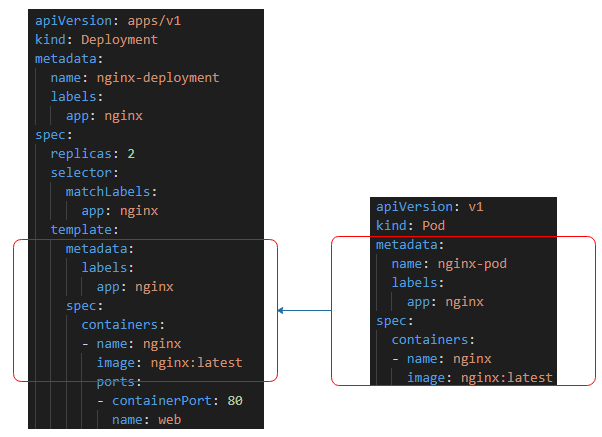 apiVersion: apps/v1
kind: Deployment
metadata:
  name: nginx-deployment
  labels:
    app: nginx
spec:
  replicas: 2
  selector:
    matchLabels:
      app: nginx
  template:
    metadata:
      labels:
        app: nginx
    spec:
      containers:
      - name: nginx
        image: nginx:latest
        ports:
        - containerPort: 80
          name: web
apiVersion: v1
kind: Pod
metadata:
  name: nginx-pod
  labels:
    app: nginx
spec:
  containers:
  - name: nginx
    image: nginx:latest